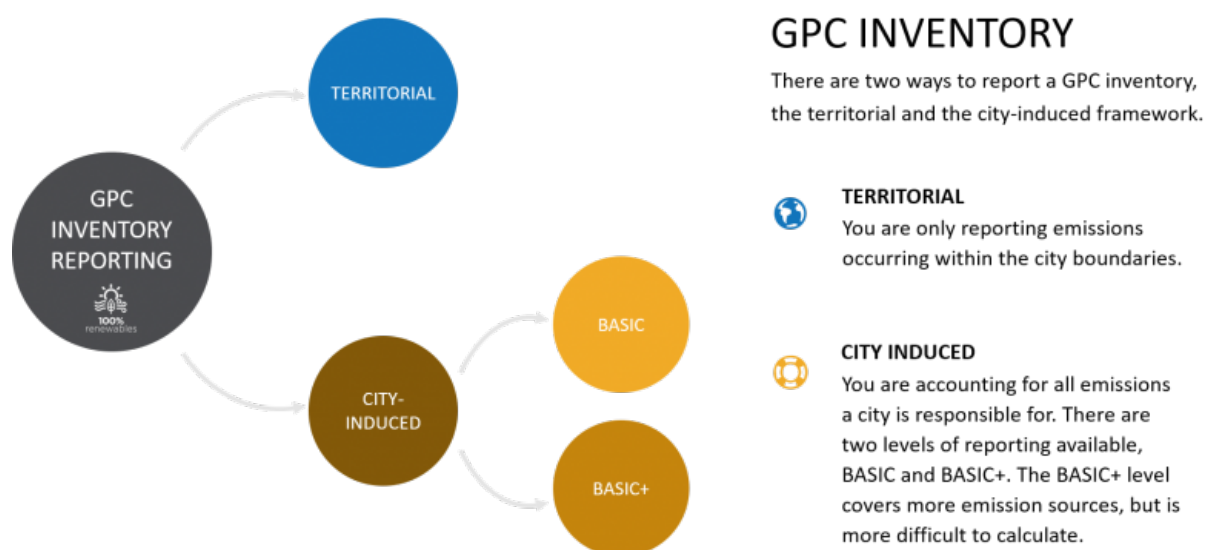 GPC INVENTORY
There are two ways to report a GPC inventory,
the territorial and the city-induced framework.
TERRITORIAL
You are only reporting emissions
occurring within the city boundaries.
CITY INDUCED
You are accounting for all emissions
a city is responsible for. There are
two levels of reporting available,
BASIC and BASIC+. The BASIC+ level
covers more emission sources, but is
more difficult to calculate.
GPC
INVENTORY
REPORTING
100%
renewables
TERRITORIAL
CITY-
INDUCED
BASIC
BASIC+